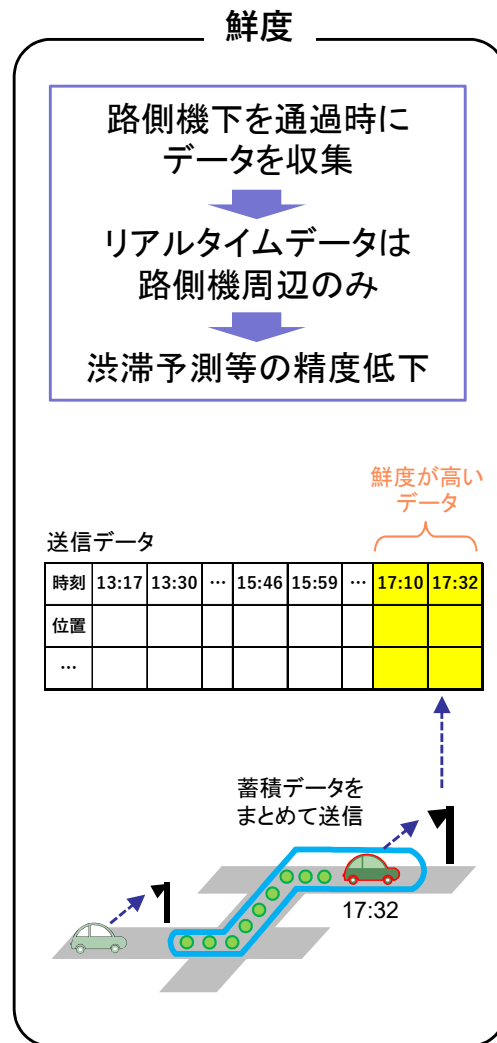 鮮度
路側機下を通過時に
データを収集
リアルタイムデータは
路側機周辺のみ
渋滞予測等の精度低下
鮮度が高い
データ
送信データ
時刻 13:17 13:30 … 15:46 15:59 … 17:10 17:32
位置
…
蓄積データを
まとめて送信
17:32